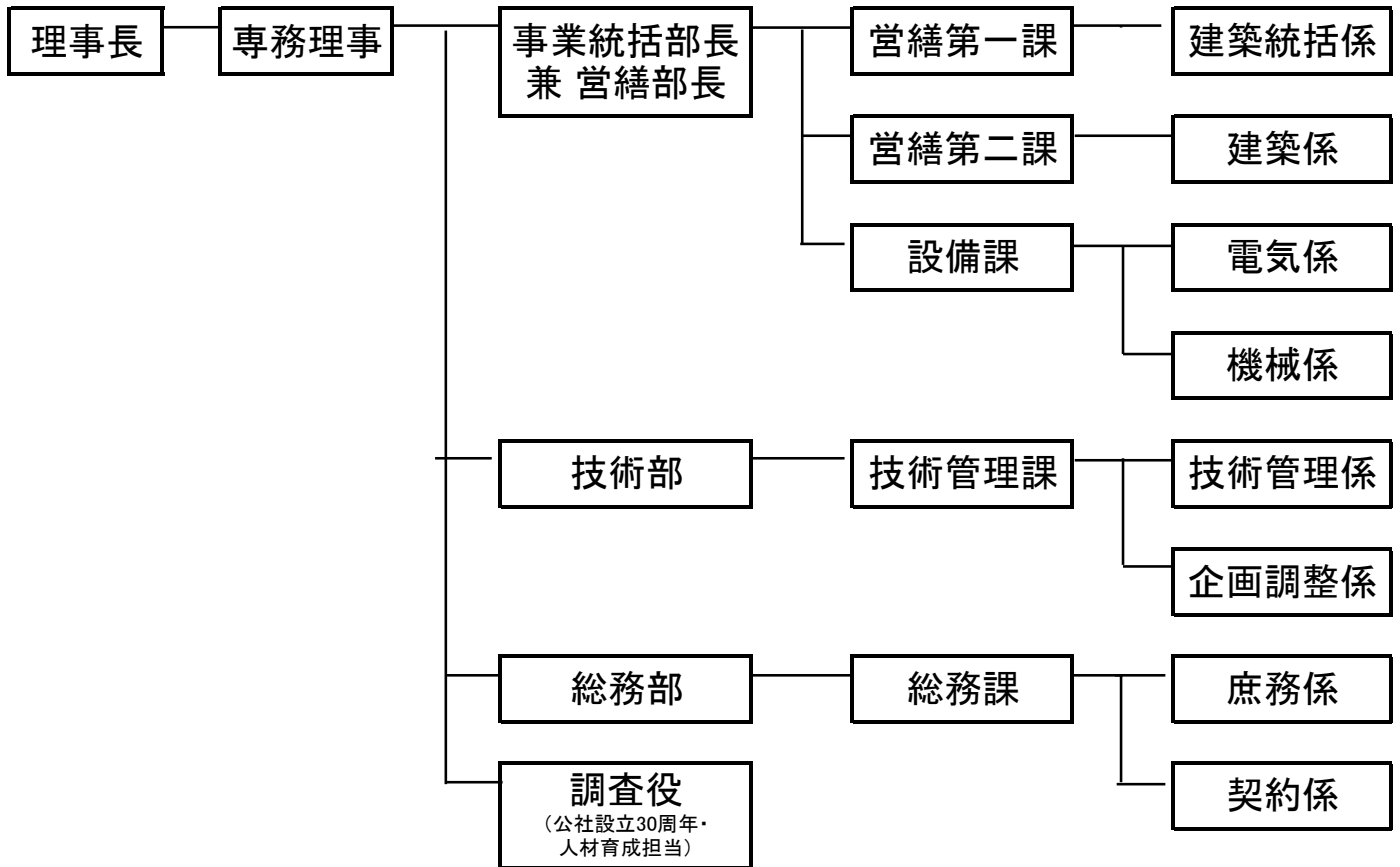 理事長
専務理事
事業統括部長
兼 営繕部長
営繕第一課
建築統括係
営繕第二課
建築係
設備課
電気係
機械係
技術部
技術管理課
技術管理係
企画調整係
総務部
総務課
庶務係
調査役
（公社設立30周年・
人材育成担当）
契約係